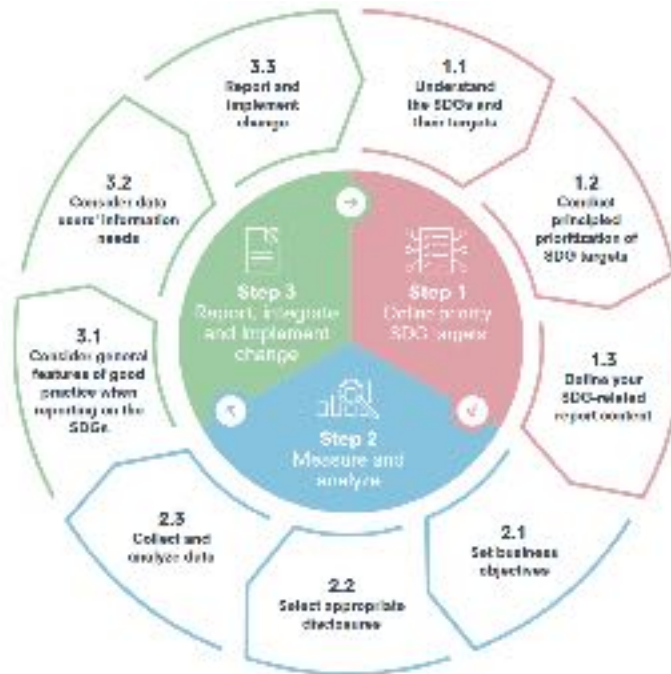 1.1
Understand
the SDGs and
their targets
1.2
Conduct
principled
prioritization of
SDG targets
1.3
Define your
SDG-related
report content
2.1
Set business
objectives
2.2
Select appropriate
disclosures
2.3
Collect and
analyze data
3.1
Consider general
features of good
practice when
reporting on the
SDGs
3.2
Consider data
users' information
needs
3.3
Report and
implement
change
Step 1
Define priority
SDG targets
Step 2
Measure and
analyze
Step 3
Report, integrate
and implement
change